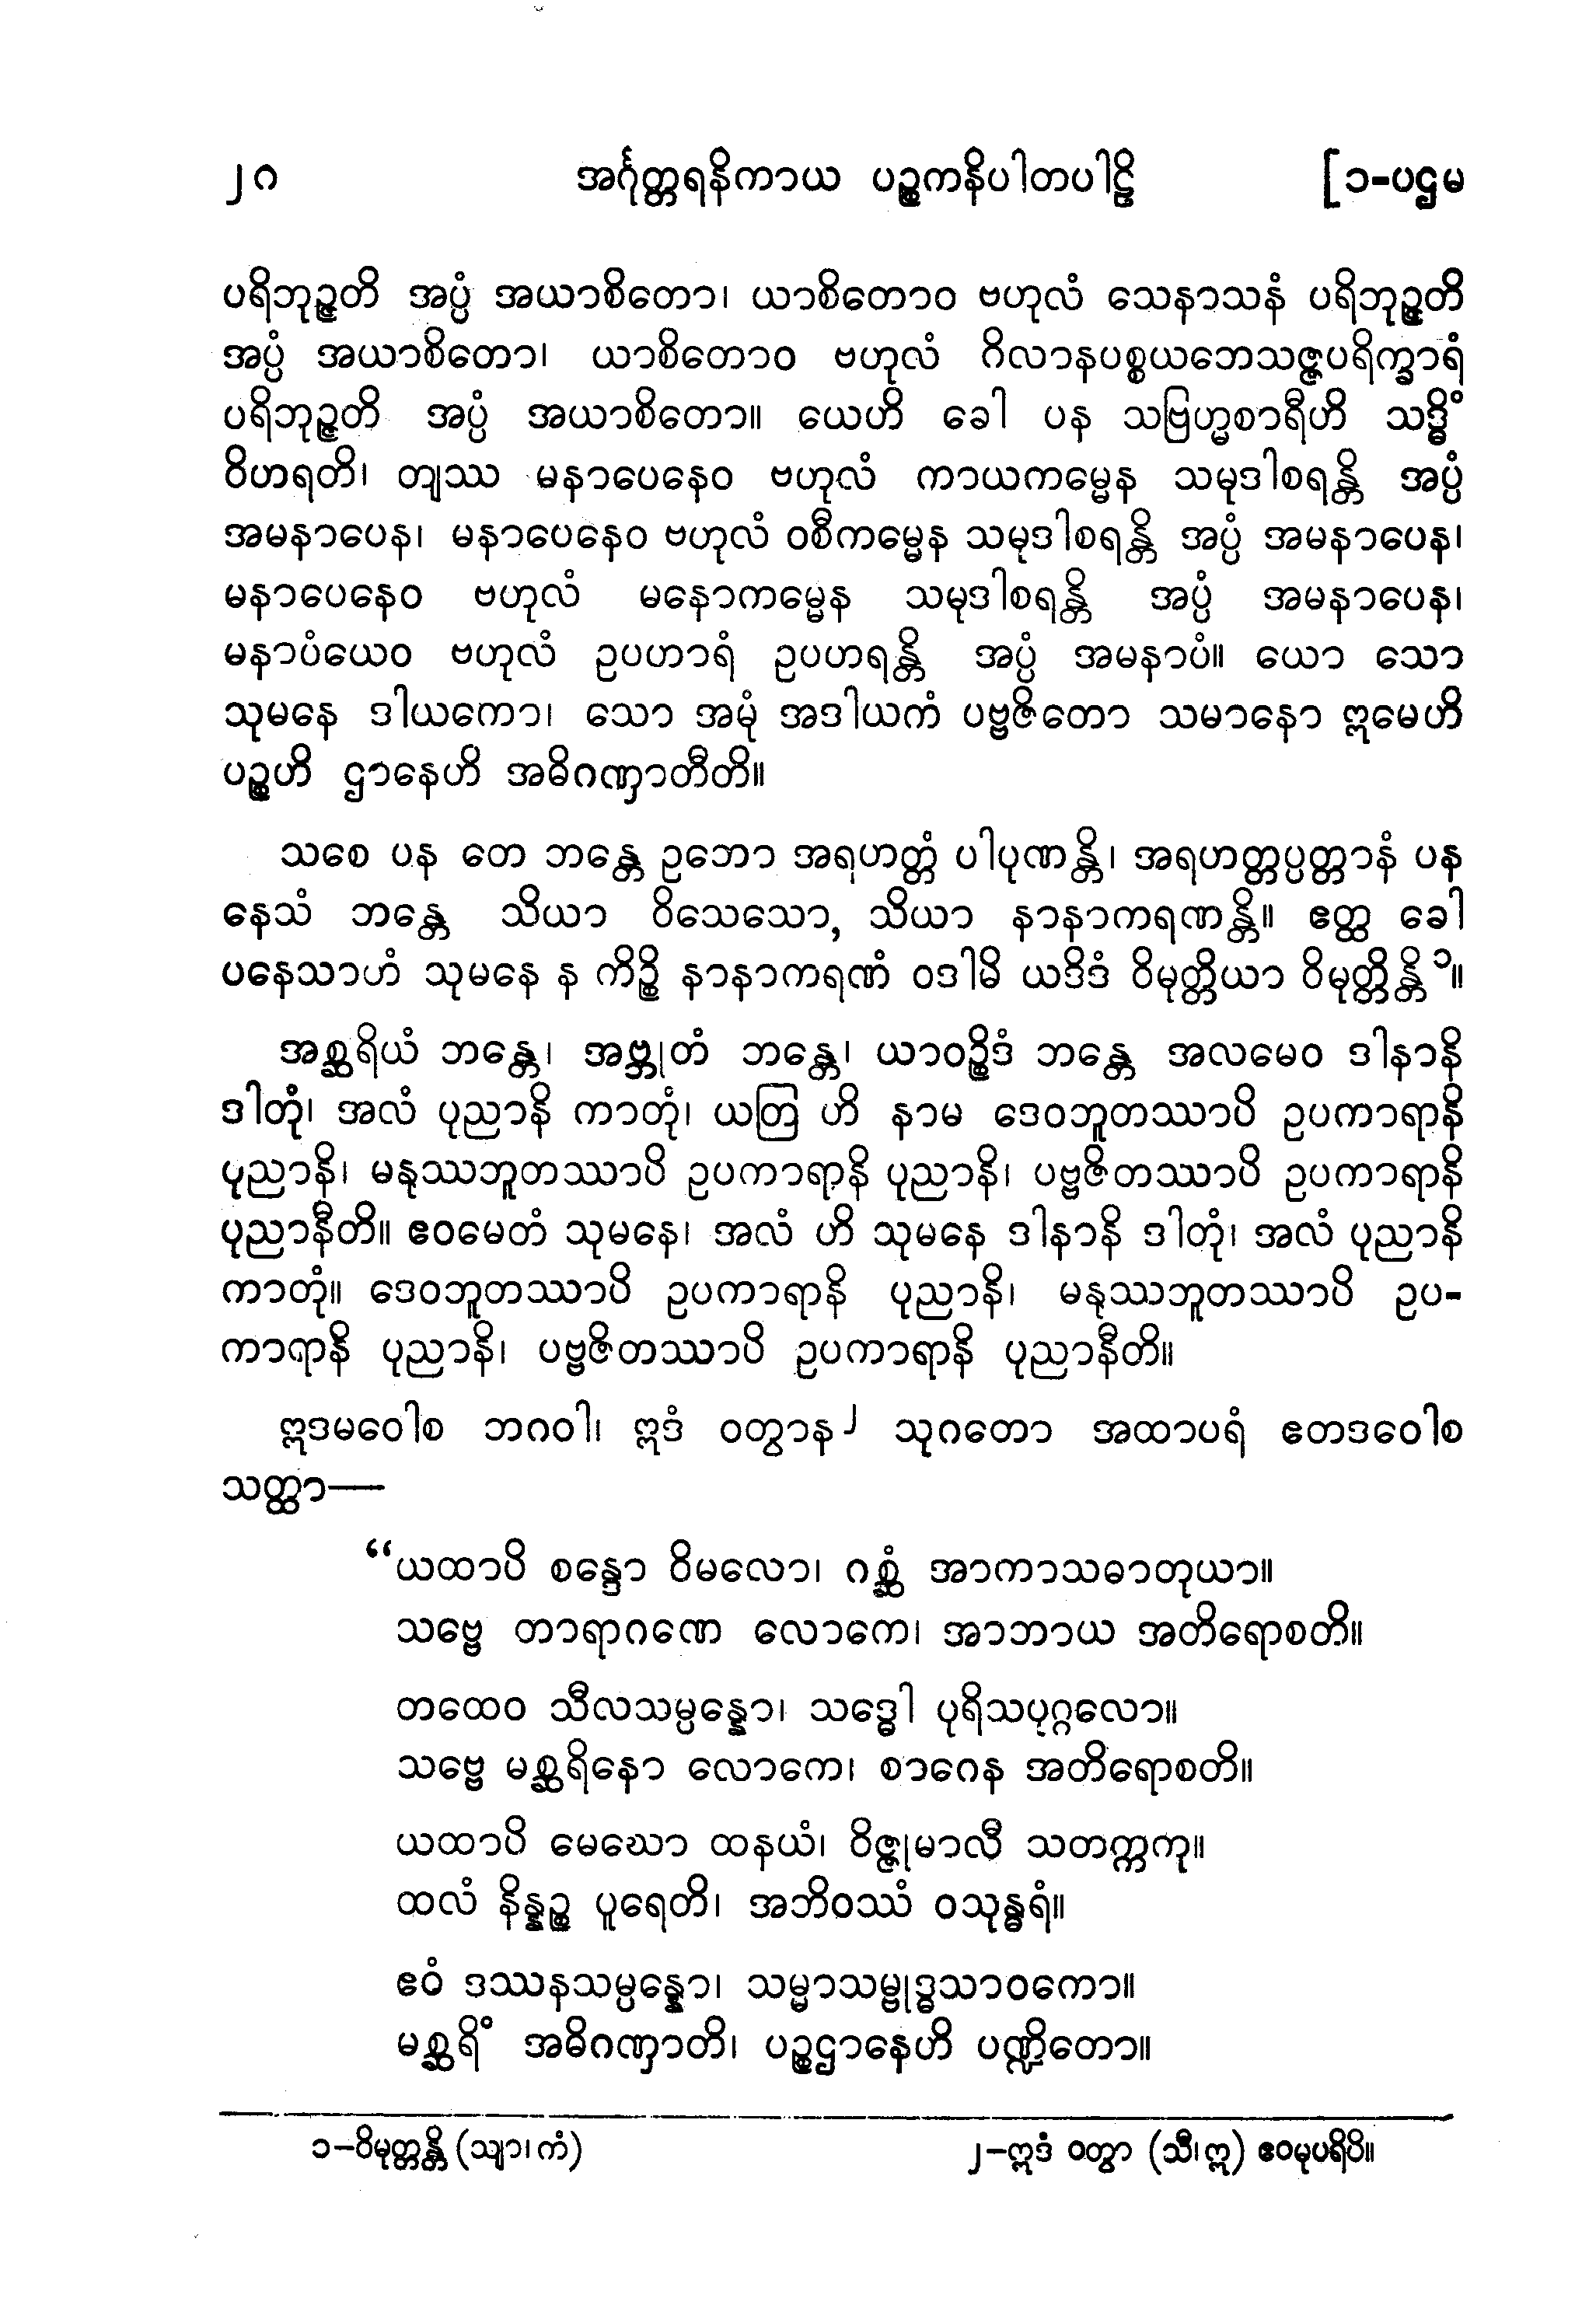 ၂၈ အင်္ဂုတ္တရနိကာယ ပဉ္စကနိပါတပါဠိ [၁-ပဌမ
ပရိဘုဉ္ဇတိ အပ္ပံ အယာစိတော၊ ယာစိတောဝ ဗဟုလံ သေနာသနံ ပရိဘုဉ္ဇတိ
အပ္ပံ အယာစိတော၊ ယာစိတောဝ ဗဟုလံ ဂိလာနပစ္စယဘေသဇ္ဇပရိက္ခာရံ
ပရိဘုဉ္ဇတိ အပ္ပံ အယာစိတော။ ယေဟိ ခေါ ပန သဗြဟ္မစာရီဟိ သဒ္ဓိံ
ဝိဟရတိ၊ တျဿ မနာပေနေဝ ဗဟုလံ ကာယကမ္မေန သမုဒါစရန္တိ အပ္ပံ
အမနာပေန၊ မနာပေနေဝ ဗဟုလံ ဝစီကမ္မေန သမုဒါစရန္တိ အပ္ပံ အမနာပေန၊
မနာပေနေဝ ဗဟုလံ မနောကမ္မေန သမုဒါစရန္တိ အပ္ပံ အမနာပေန၊
မနာပံယေဝ ဗဟုလံ ဥပဟာရံ ဥပဟရန္တိ အပ္ပံ အမနာပံ။ ယော သော
သုမနေ ဒါယကော၊ သော အမုံ အဒါယကံ ပဗ္ဗဇိတော သမာနော ဣမေဟိ
ပဉ္စဟိ ဌာနေဟိ အဓိဂဏှာတီတိ။
သစေ ပန တေ ဘန္တေ ဥဘော အရဟတ္တံ ပါပုဏန္တိ၊ အရဟတ္တပ္ပတ္တာနံ ပန
နေသံ ဘန္တေ သိယာ ဝိသေသော, သိယာ နာနာကရဏန္တိ။ ဧတ္ထ ခေါ
ပနေသာဟံ သုမနေ န ကိဉ္စိ နာနာကရဏံ ဝဒါမိ ယဒိဒံ ဝိမုတ္တိယာ ဝိမုတ္တိန္တိ၁။
အစ္ဆရိယံ ဘန္တေ၊ အဗ္ဘုတံ ဘန္တေ၊ ယာဝဉ္စိဒံ ဘန္တေ အလမေဝ ဒါနာနိ
ဒါတုံ၊ အလံ ပုညာနိ ကာတုံ၊ ယတြ ဟိ နာမ ဒေဝဘူတဿာပိ ဥပကာရာနိ
ပုညာနိ၊ မနုဿဘူတဿာပိ ဥပကာရာနိ ပုညာနိ၊ ပဗ္ဗဇိတဿာပိ ဥပကာရာနိ
ပုညာနီတိ။ ဧဝမေတံ သုမနေ၊ အလံ ဟိ သုမနေ ဒါနာနိ ဒါတုံ၊ အလံ ပုညာနိ
ကာတုံ။ ဒေဝဘူတဿာပိ ဥပကာရာနိ ပုညာနိ၊ မနုဿဘူတဿာပိ ဥပ-
ကာရာနိ ပုညာနိ၊ ပဗ္ဗဇိတဿာပိ ဥပကာရာနိ ပုညာနီတိ။
ဣဒမဝေါစ ဘဂဝါ၊ ဣဒံ ဝတွာန၂ သုဂတော အထာပရံ ဧတဒဝေါစ
သတ္ထာ—
“ယထာပိ စန္ဒော ဝိမလော၊ ဂစ္ဆံ အာကာသဓာတုယာ။
သဗ္ဗေ တာရာဂဏေ လောကေ၊ အာဘာယ အတိရောစတိ။
တထေဝ သီလသမ္ပန္နော၊ သဒ္ဓေါ ပုရိသပုဂ္ဂလော။
သဗ္ဗေ မစ္ဆရိနော လောကေ၊ စာဂေန အတိရောစတိ။
ယထာပိ မေဃော ထနယံ၊ ဝိဇ္ဇုမာလီ သတက္ကကု။
ထလံ နိန္နဉ္စ ပူရေတိ၊ အဘိဝဿံ ဝသုန္ဓရံ။
ဧဝံ ဒဿနသမ္ပန္နော၊ သမ္မာသမ္ဗုဒ္ဓသာဝကော။
မစ္ဆရိံ အဓိဂဏှာတိ၊ ပဉ္စဌာနေဟိ ပဏ္ဍိတော။
၁-ဝိမုတ္တန္တိ (သျာ၊ ကံ) ၂-ဣဒံ ဝတွာ (သီ၊ ဣ) ဧဝမုပရိပိ။